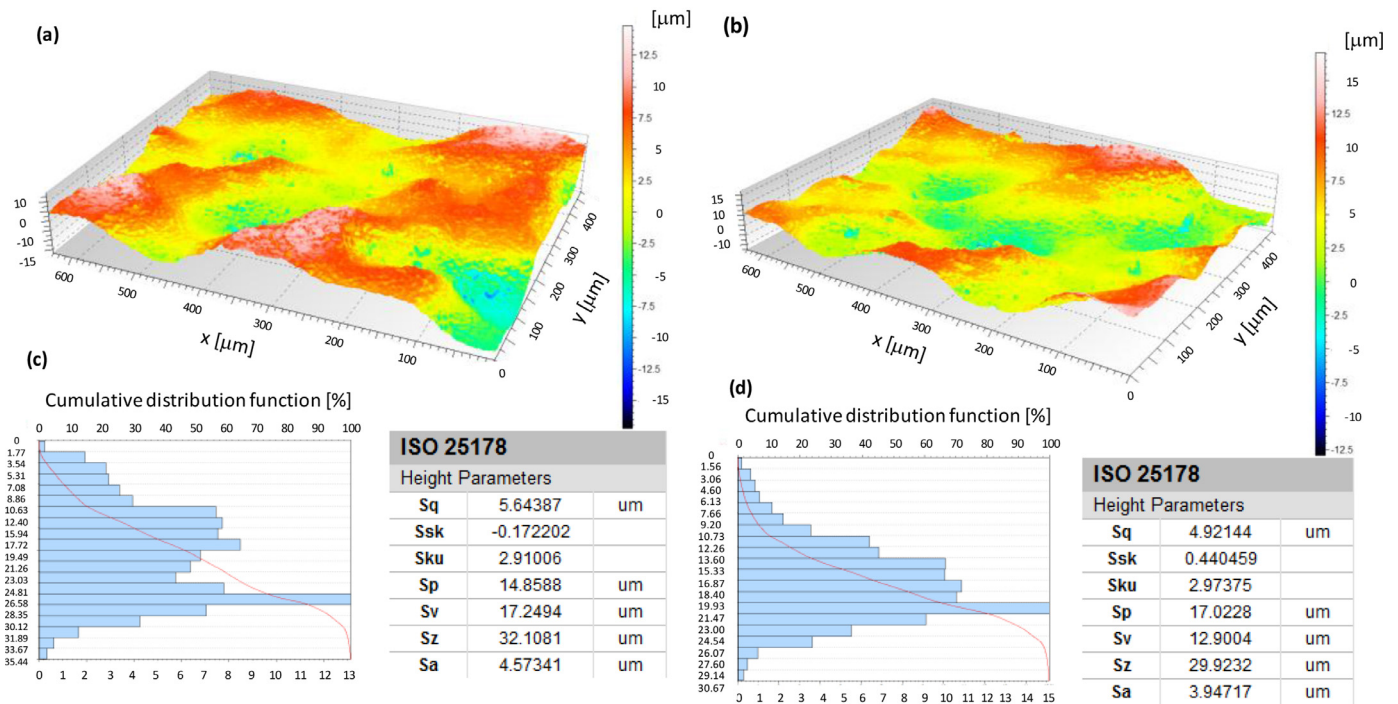 (a)
[μm]
12.5
10
7.5
5
2.5
0
-2.5
-5
-7.5
-10
-12.5
-15
10
0
-10
-15
600
500
400
300
200
100
0
x [μm]
100
200
300
400
y [μm]
(b)
[μm]
15
12.5
10
7.5
5
2.5
0
-2.5
-5
-7.5
-10
-12.5
15
10
5
0
-10
600
500
400
300
200
100
0
x [μm]
100
200
300
400
y [μm]
(c)
Cumulative distribution function [%]
0 10 20 30 40 50 60 70 80 90 100
0
1.77
3.54
5.31
7.08
8.86
10.63
12.40
15.94
17.72
19.49
21.26
23.03
24.81
26.58
28.35
30.12
31.89
33.67
35.44
0 1 2 3 4 5 6 7 8 9 10 11 12 13
ISO 25178
Height Parameters
Sq 5.64387 um
Ssk -0.172202
Sku 2.91006
Sp 14.8588 um
Sv 17.2494 um
Sz 32.1081 um
Sa 4.57341 um
(d)
Cumulative distribution function [%]
0 10 20 30 40 50 60 70 80 90 100
0
1.56
3.06
4.60
6.13
7.66
9.20
10.73
12.26
13.60
15.33
16.87
18.40
19.93
21.47
23.00
24.54
26.07
27.60
29.14
30.67
0 1 2 3 4 5 6 7 8 9 10 11 12 13 14 15
ISO 25178
Height Parameters
Sq 4.92144 um
Ssk 0.440459
Sku 2.97375
Sp 17.0228 um
Sv 12.9004 um
Sz 29.9232 um
Sa 3.94717 um